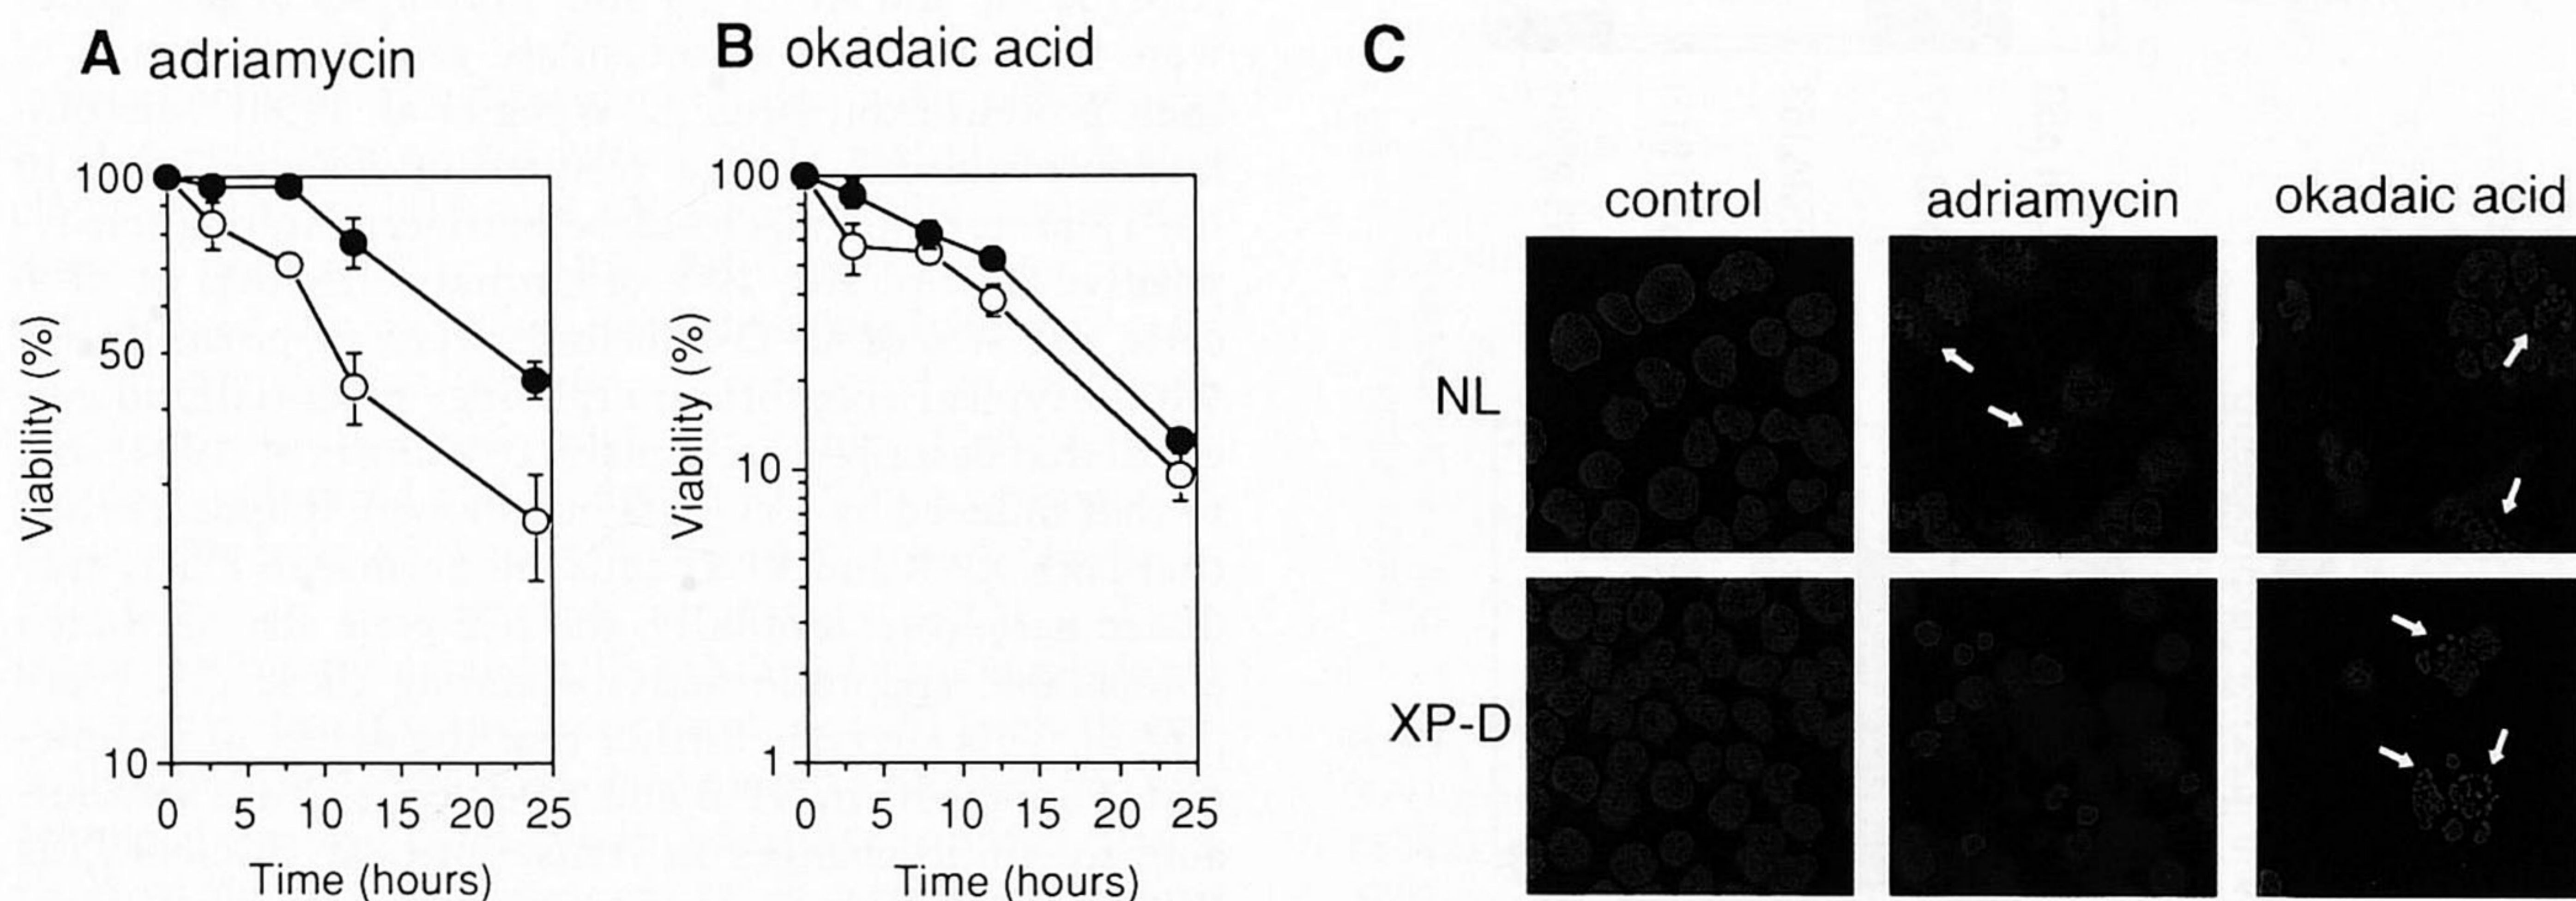 A adriamycin
100
50
10
Viability (%)
0 5 10 15 20 25
Time (hours)
B okadaic acid
100
10
1
Viability (%)
0 5 10 15 20 25
Time (hours)
C
control adriamycin okadaic acid
NL
XP-D